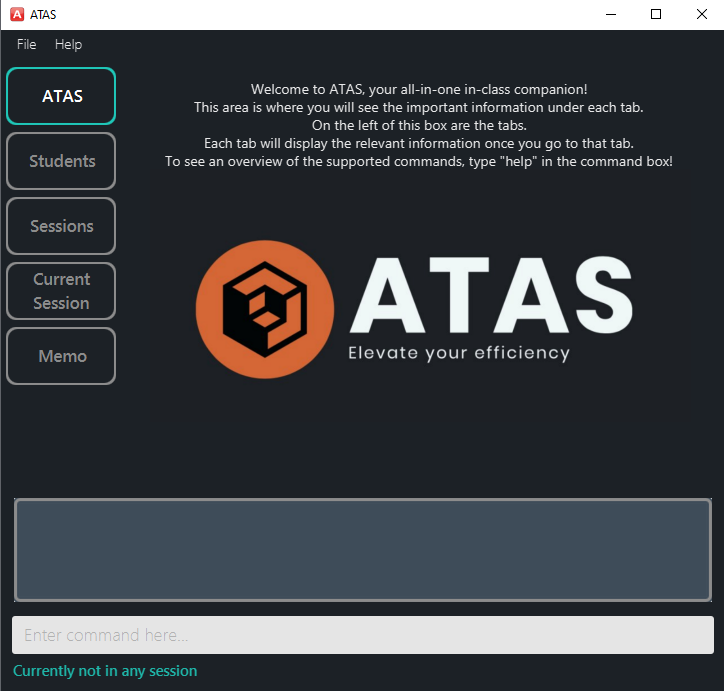 A ATAS
File Help
ATAS
Students
Sessions
Current
Session
Memo
Welcome to ATAS, your all-in-one in-class companion!
This area is where you will see the important information under each tab.
On the left of this box are the tabs.
Each tab will display the relevant information once you go to that tab.
To see an overview of the supported commands, type "help" in the command box!
ATAS
Elevate your efficiency
Enter command here...
Currently not in any session